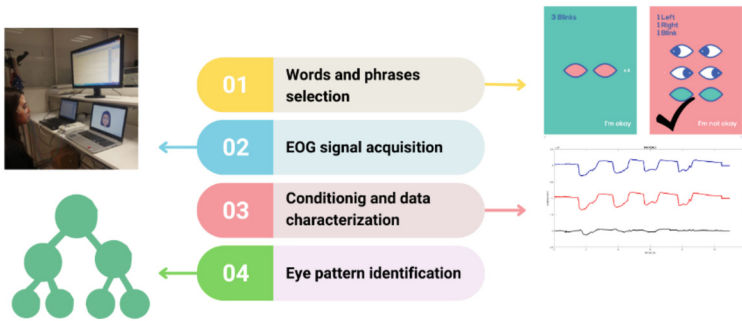 01
Words and phrases
selection
02
EOG signal acquisition
03
Conditionig and data
characterization
04
Eye pattern identification
3 Blinks
I'm okay
1 Left
1 Right
1 Blink
I'm not okay